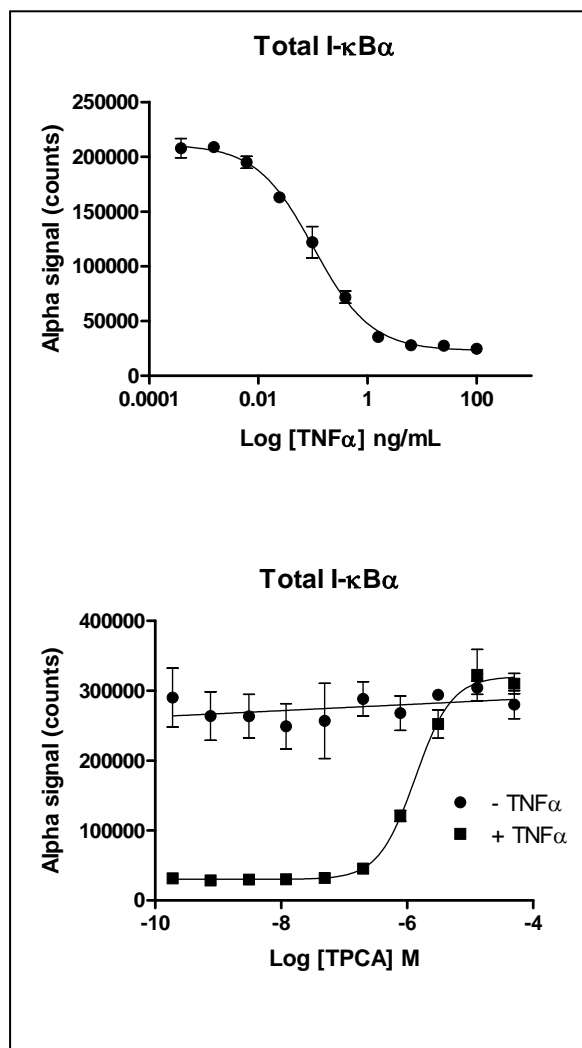 Total I-κBα
Alpha signal (counts)
250000
200000
150000
100000
50000
0
0.0001 0.01 1 100
Log [TNFα] ng/mL
Total I-κBα
Alpha signal (counts)
400000
300000
200000
100000
0
- TNFα
+ TNFα
-10 -8 -6 -4
Log [TPCA] M